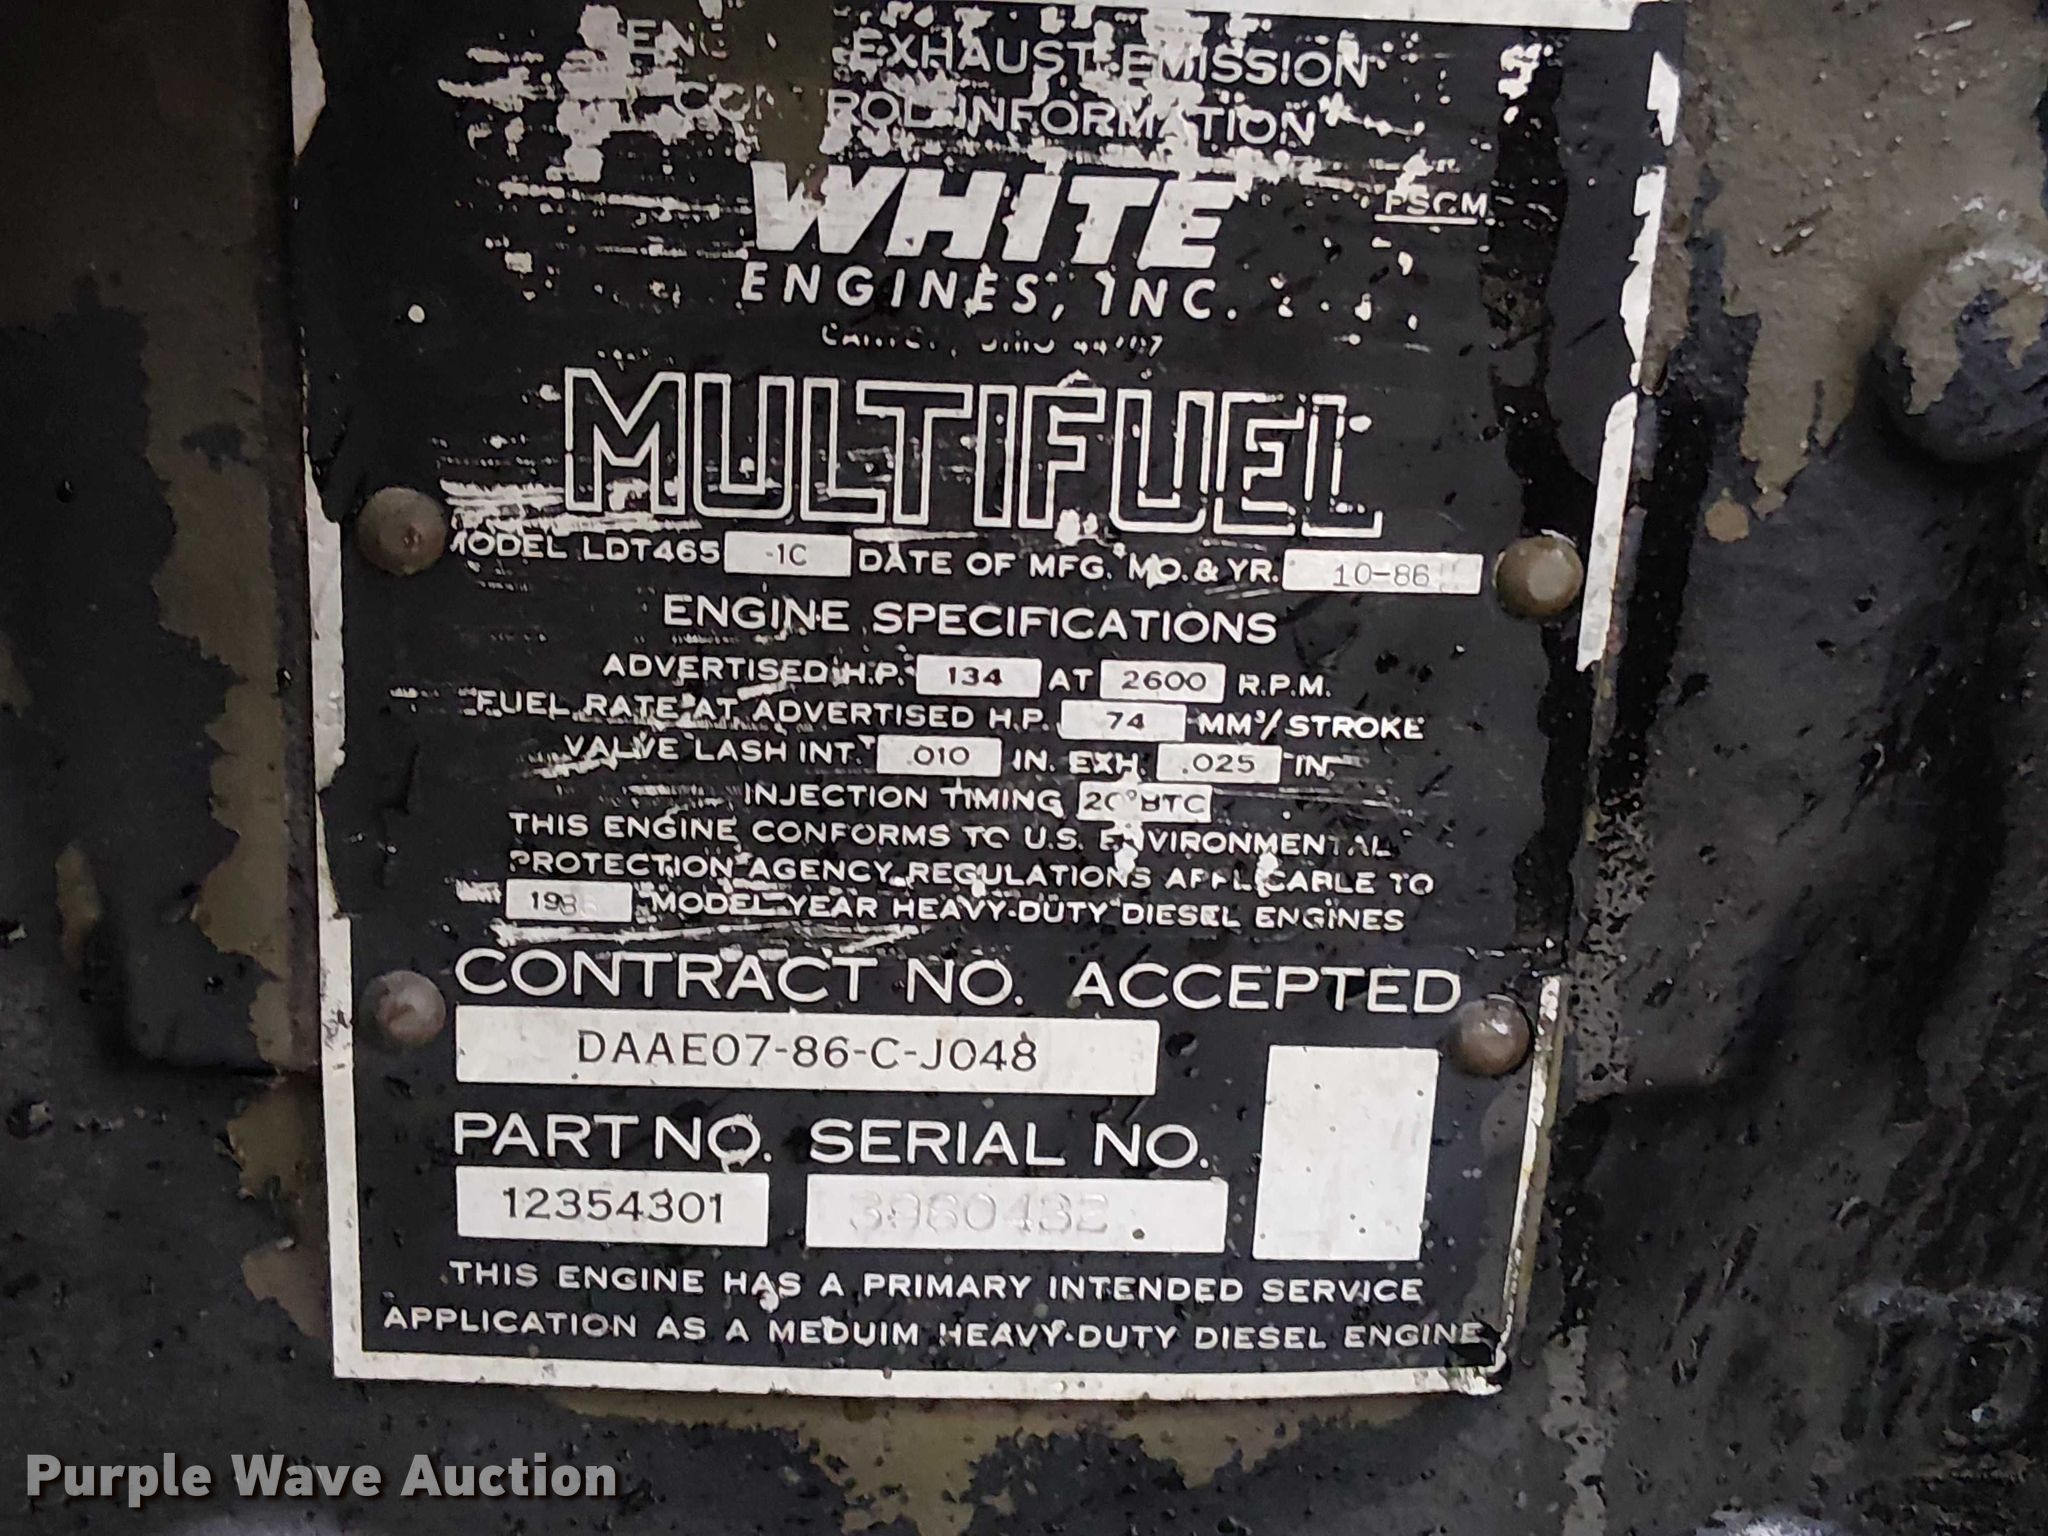 EXHAUST EMISSION
INFORMATION
FSCM
WHITE
ENGINES, INC.
MULTIFUEL
MODEL LDT465 -1C DATE OF MFG. MO. & YR. 10-86
ENGINE SPECIFICATIONS
ADVERTISED H.P. 134 AT 2600 R.P.M.
FUEL RATE AT ADVERTISED H.P. 74 MM³/STROKE
VALVE LASH INT. .010 IN. EXH. .025 IN.
INJECTION TIMING 20° BTC
THIS ENGINE CONFORMS TO U.S. ENVIRONMENTAL
PROTECTION AGENCY REGULATIONS APPLICABLE TO
MODEL YEAR HEAVY-DUTY DIESEL ENGINES
CONTRACT NO. ACCEPTED
DAAE07-86-C-J048
PART NO. SERIAL NO.
12354301
THIS ENGINE HAS A PRIMARY INTENDED SERVICE
APPLICATION AS A MEDUIM HEAVY-DUTY DIESEL ENGINE
Purple Wave Auction